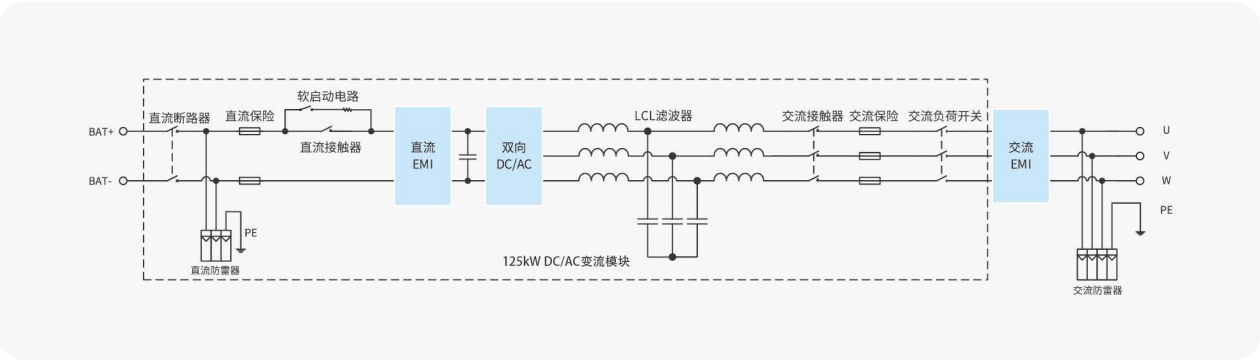 软启动电路
直流断路器
直流保险
LCL滤波器
交流接触器
交流保险
交流负荷开关
BAT+
直流接触器
直流
EMI
双向
DC/AC
交流
EMI
U
V
W
BAT-
PE
PE
125kW DC/AC变流模块
直流防雷器
交流防雷器